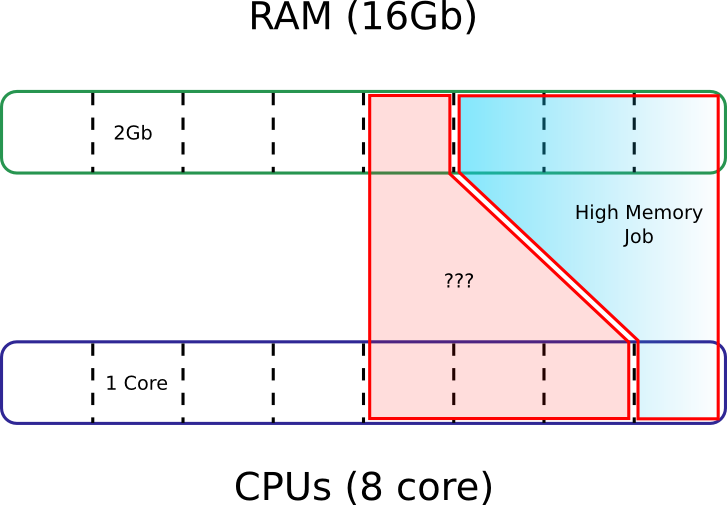 RAM (16Gb)
2Gb
High Memory
Job
???
1 Core
CPUs (8 core)